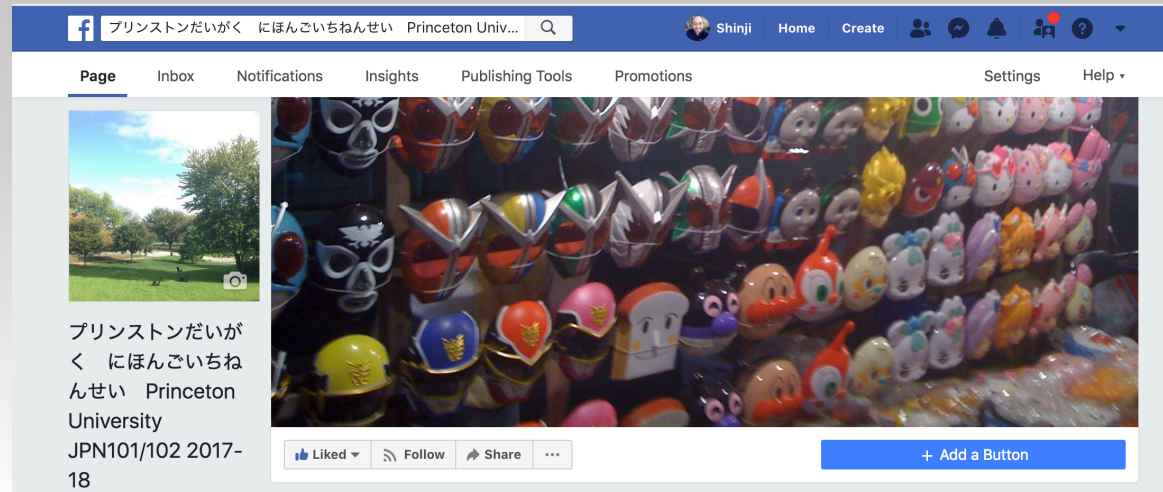 プリンストンだいがく　にほんごいちねんせい　Princeton Univ...
Shinji Home Create
Page Inbox Notifications Insights Publishing Tools Promotions Settings Help
プリンストンだいが
く　にほんごいちね
んせい　Princeton
University
JPN101/102 2017-
18
Liked Follow Share ... + Add a Button